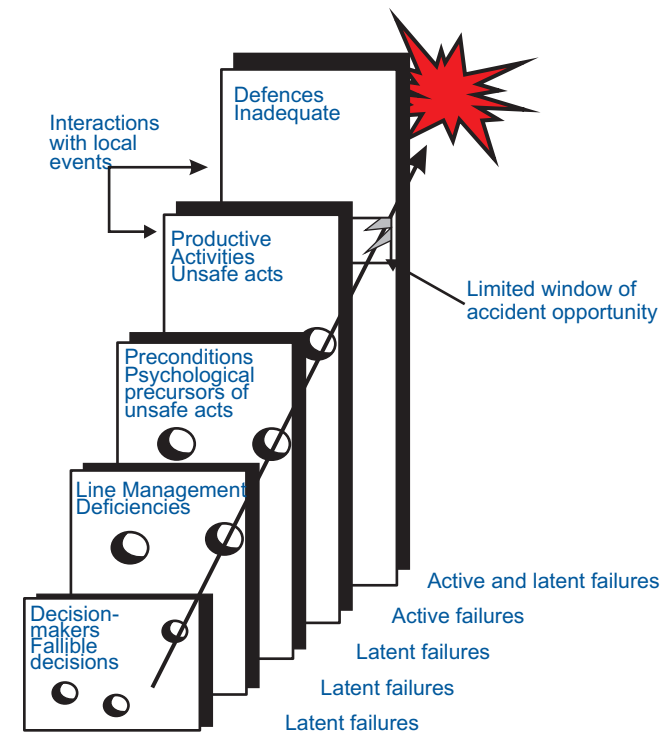 Defences
Inadequate
Interactions
with local
events
Productive
Activities
Unsafe acts
Limited window of
accident opportunity
Preconditions
Psychological
precursors of
unsafe acts
Line Management
Deficiencies
Decision-
makers
Fallible
decisions
Active and latent failures
Active failures
Latent failures
Latent failures
Latent failures